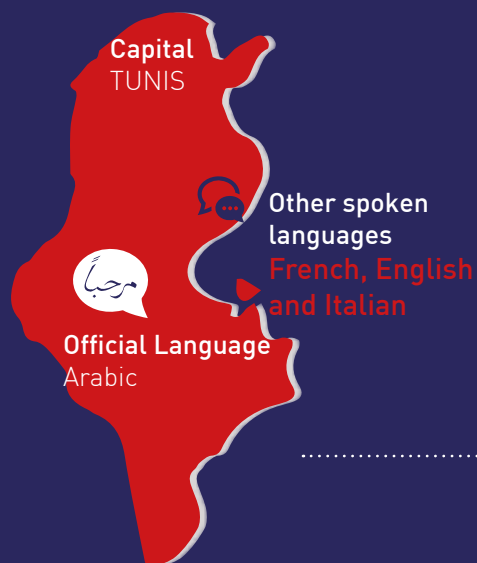 Capital
TUNIS
Other spoken
languages
French, English
and Italian
مرحباً
Official Language
Arabic